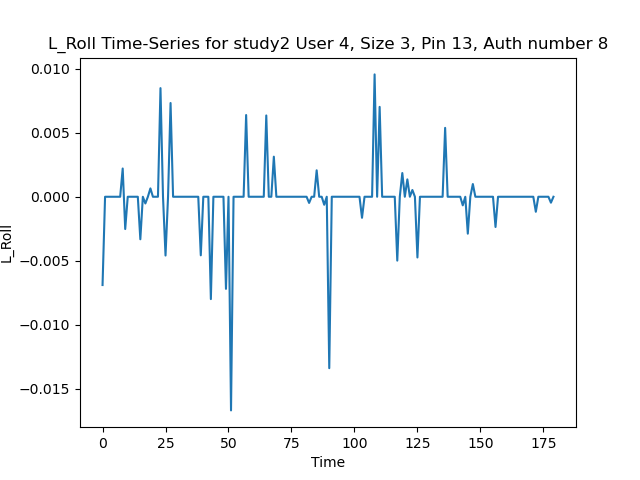 L_Roll Time-Series for study2 User 4, Size 3, Pin 13, Auth number 8
0.010
0.005
0.000
−0.005
−0.010
−0.015
L_Roll
0 25 50 75 100 125 150 175
Time